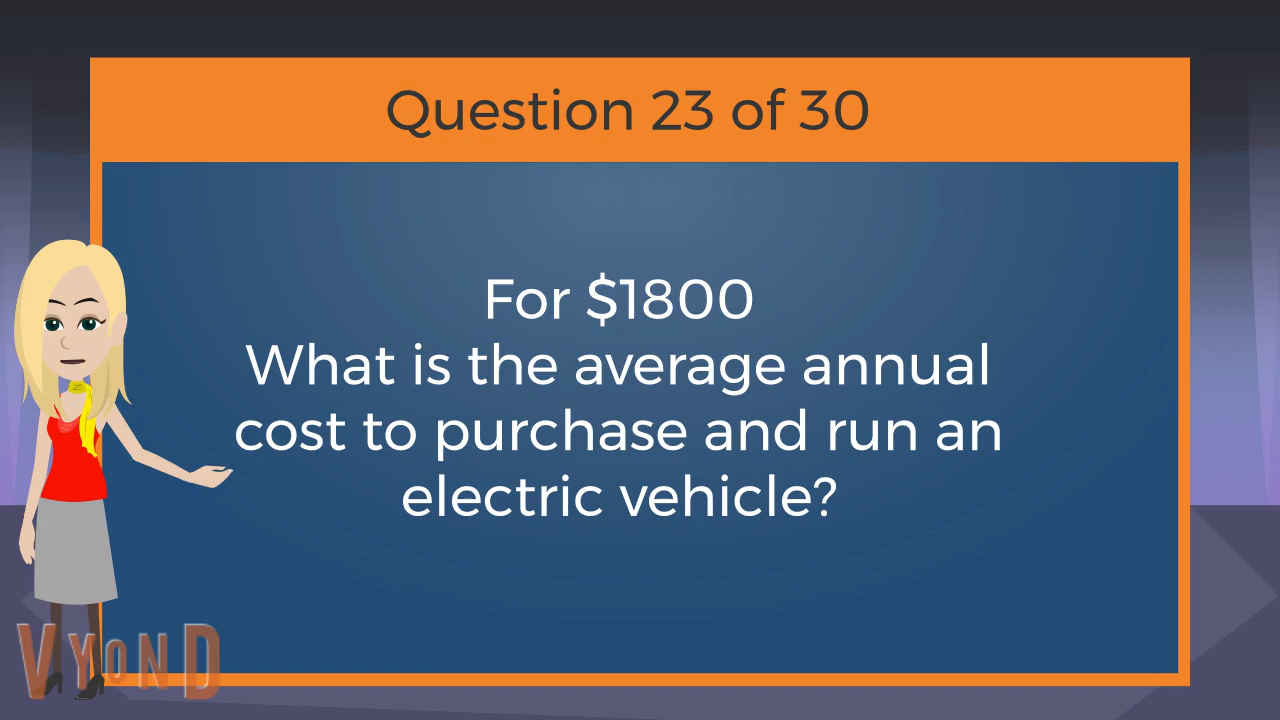 Question 23 of 30
For $1800
What is the average annual
cost to purchase and run an
electric vehicle?
VYOND